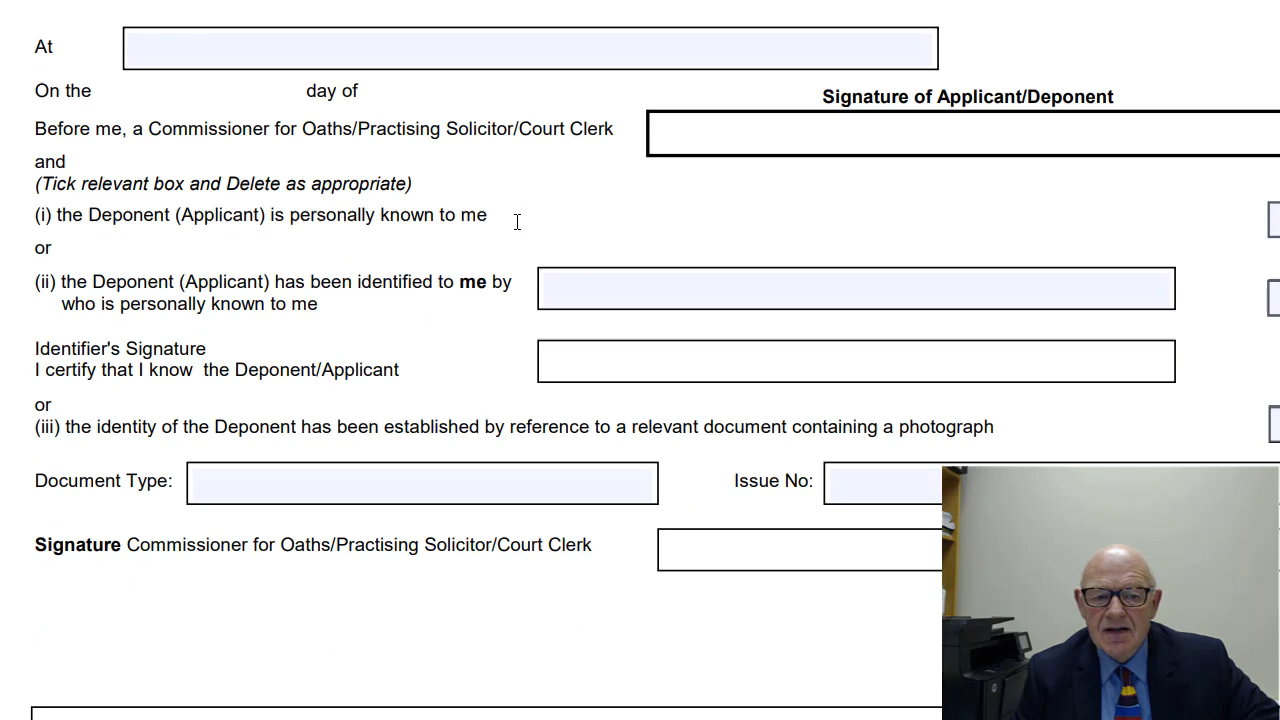 At
On the day of
Signature of Applicant/Deponent
Before me, a Commissioner for Oaths/Practising Solicitor/Court Clerk
and
(Tick relevant box and Delete as appropriate)
(i) the Deponent (Applicant) is personally known to me
or
(ii) the Deponent (Applicant) has been identified to me by
who is personally known to me
Identifier's Signature
I certify that I know the Deponent/Applicant
or
(iii) the identity of the Deponent has been established by reference to a relevant document containing a photograph
Document Type: Issue No:
Signature Commissioner for Oaths/Practising Solicitor/Court Clerk